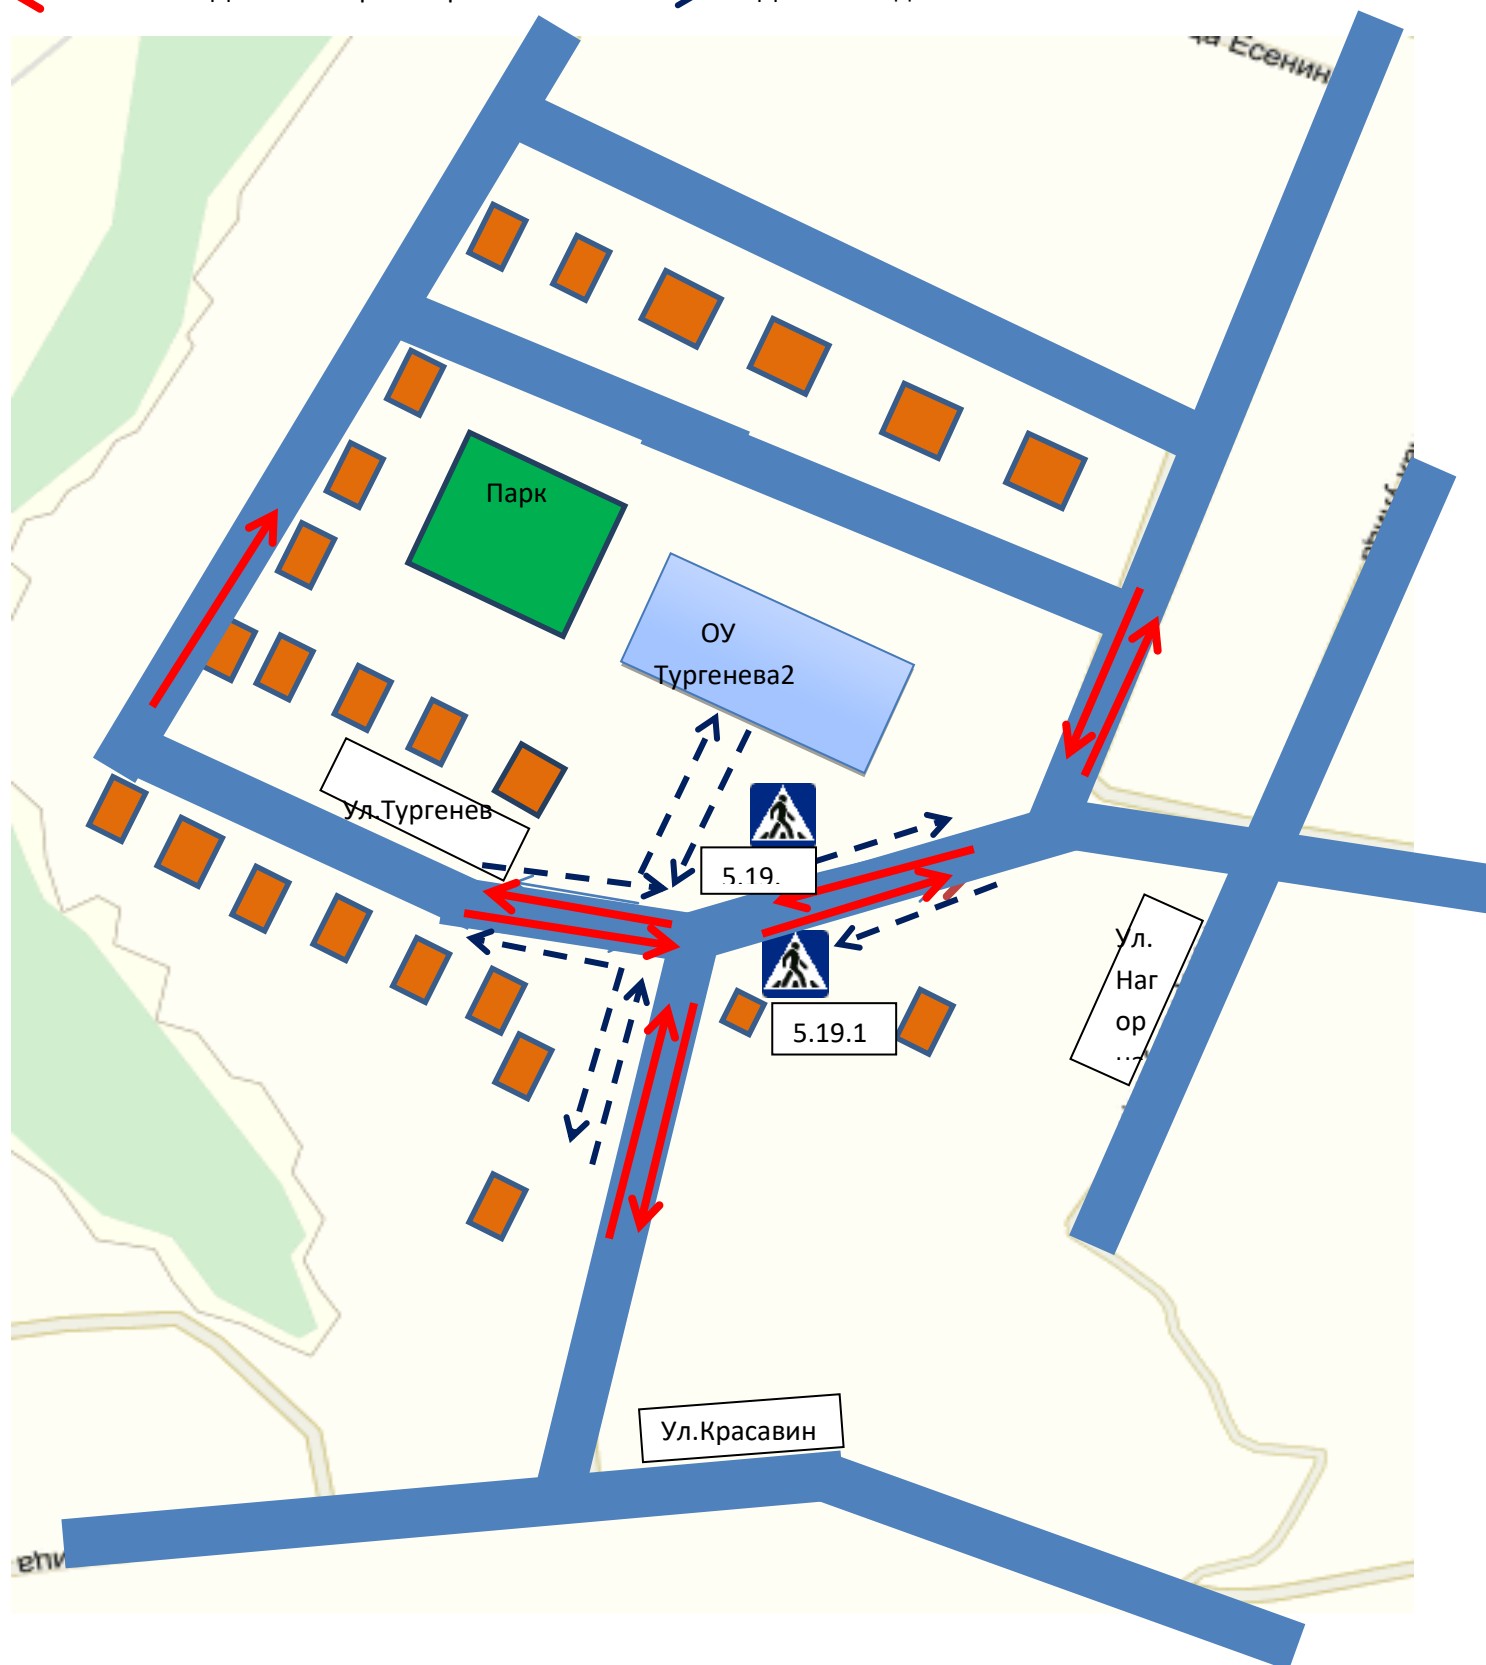 Есенин
Парк
ОУ
Тургенева2
Ул.Тургенев
5.19.
Ул.
Наг
ор
5.19.1
Ул.Красавин